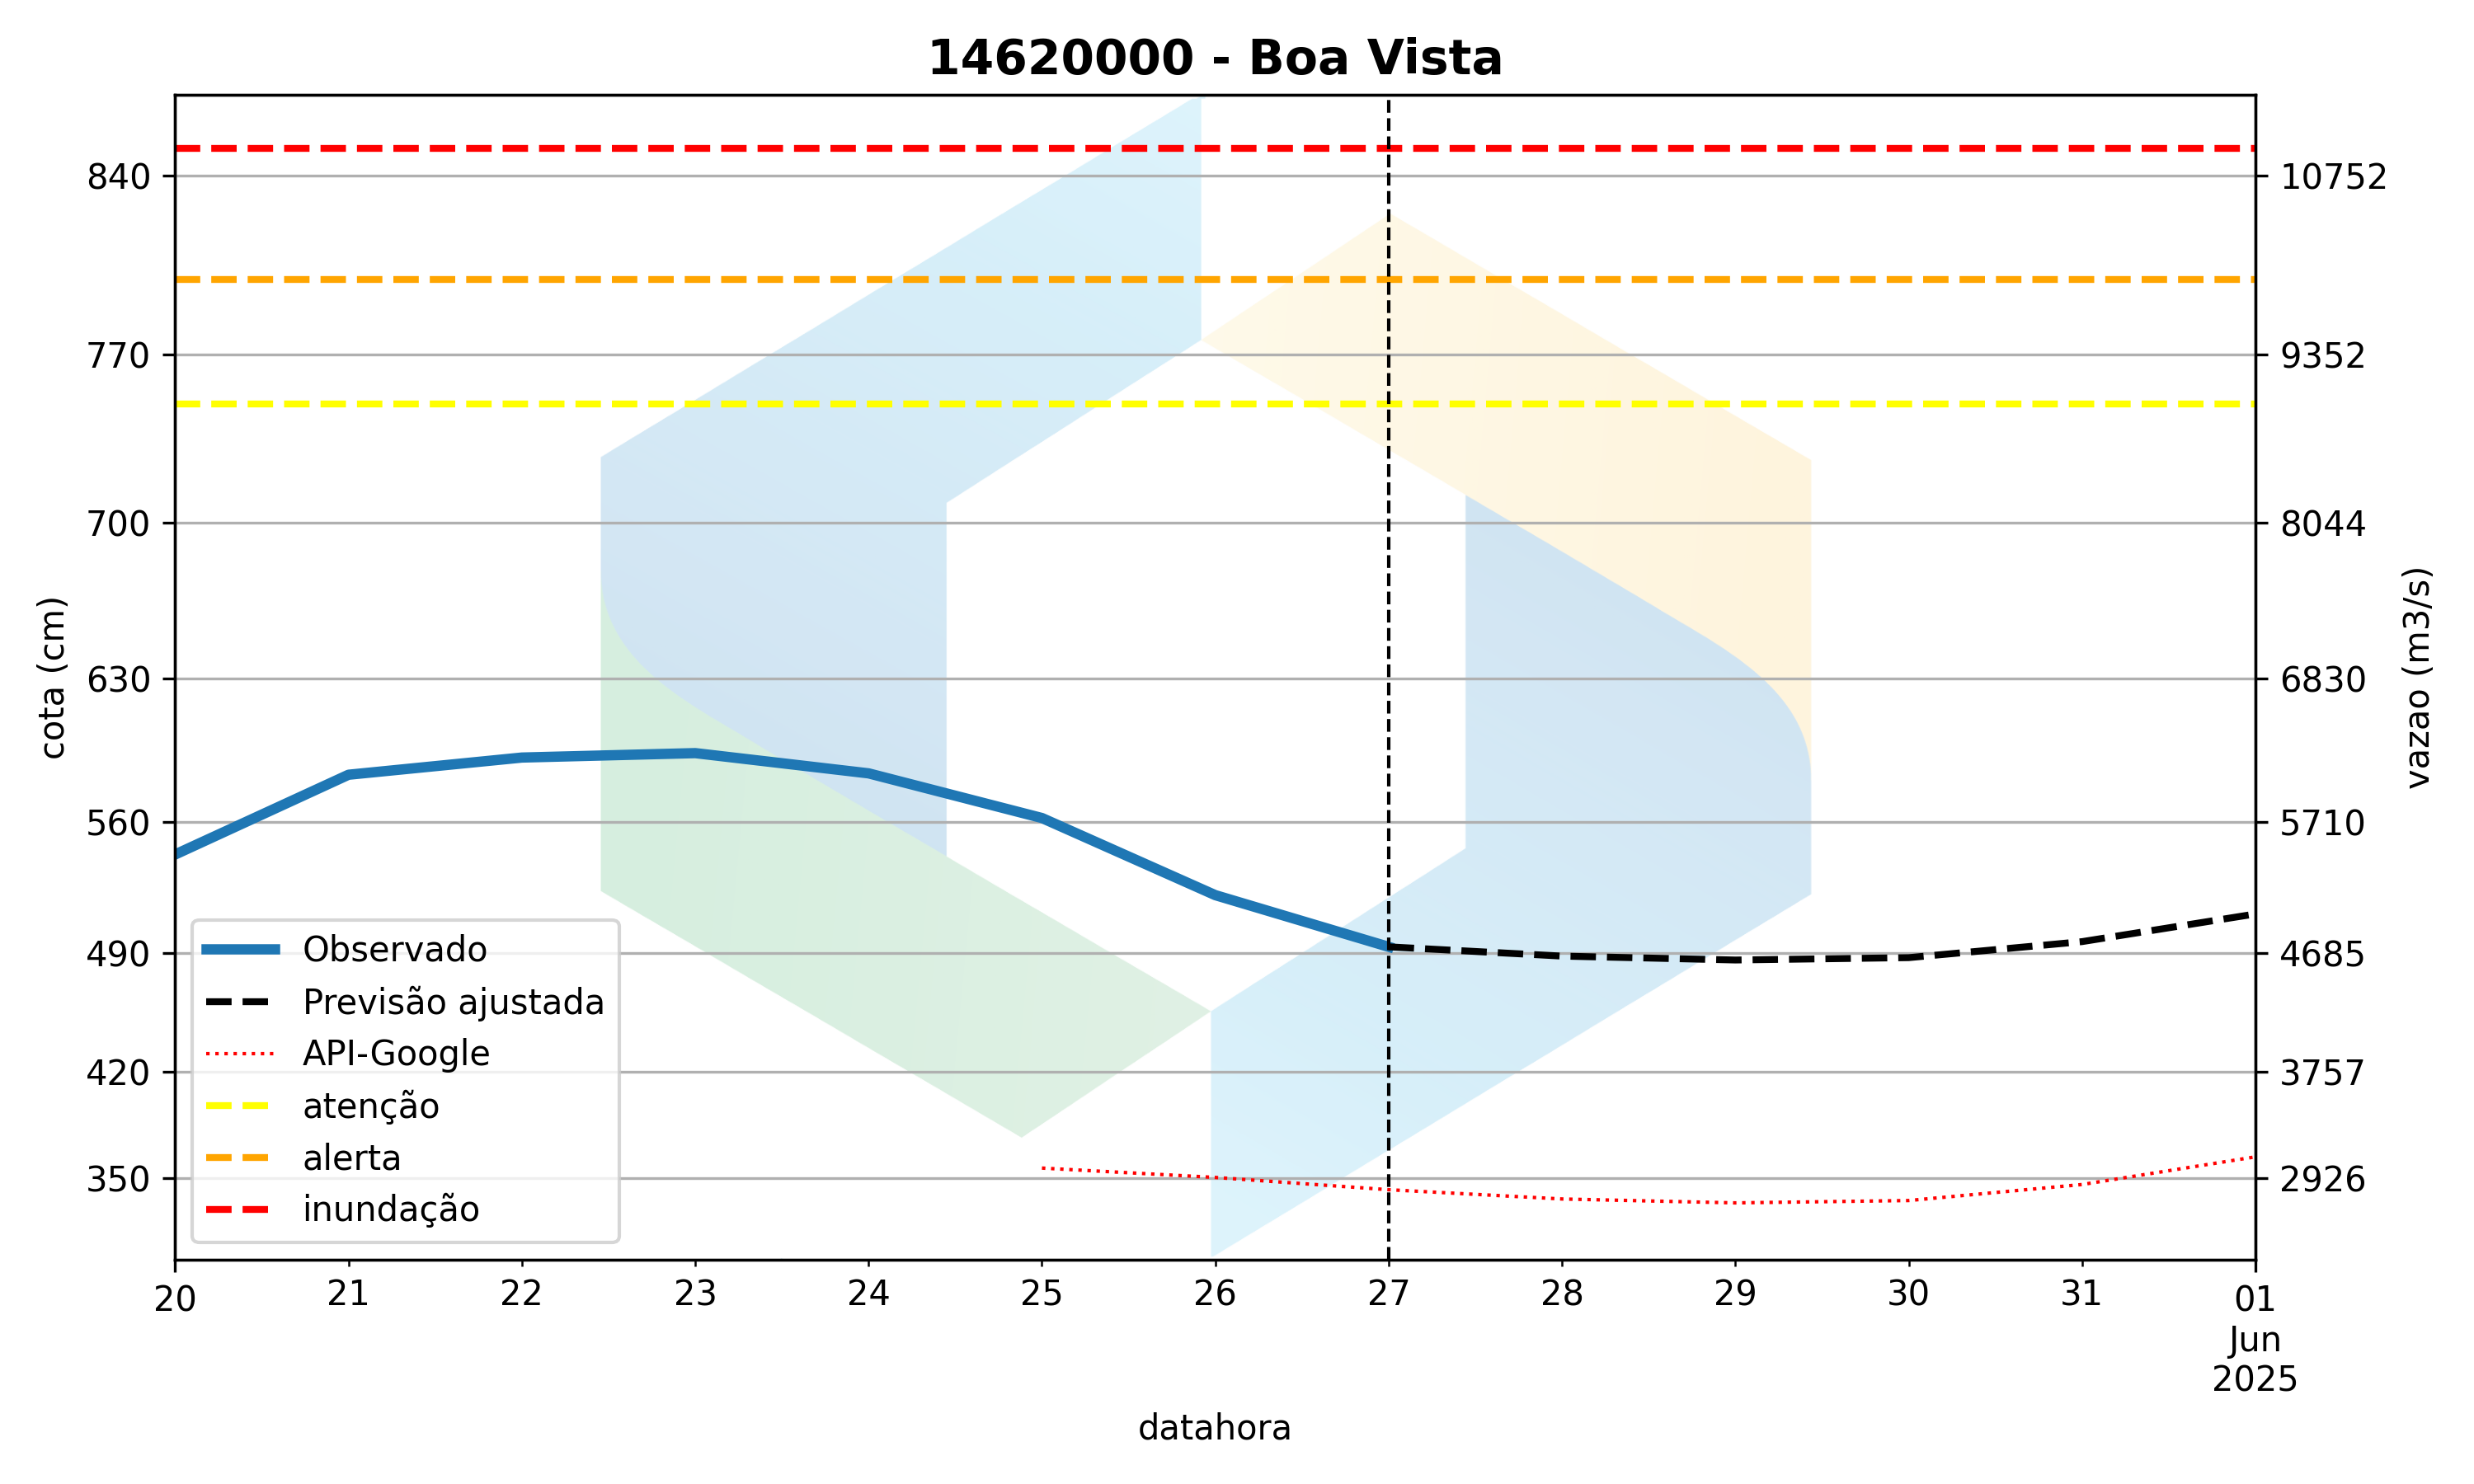 14620000 - Boa Vista
840
770
700
630
560
490
420
350
cota (cm)
10752
9352
8044
6830
5710
4685
3757
2926
vazao (m3/s)
Observado
Previsão ajustada
API-Google
atenção
alerta
inundação
20 21 22 23 24 25 26 27 28 29 30 31 01
Jun
2025
datahora